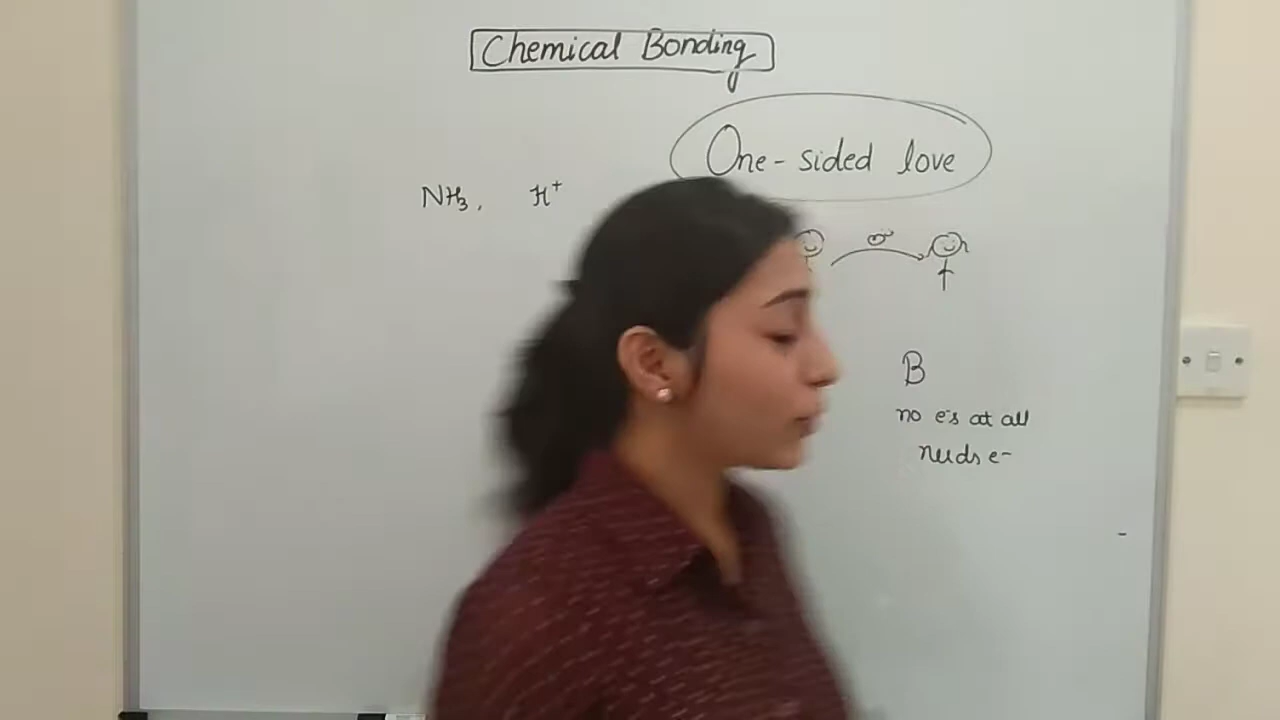 Chemical Bonding
One-sided love
NH₃, H⁺
B
no e⁻s at all
needs e⁻